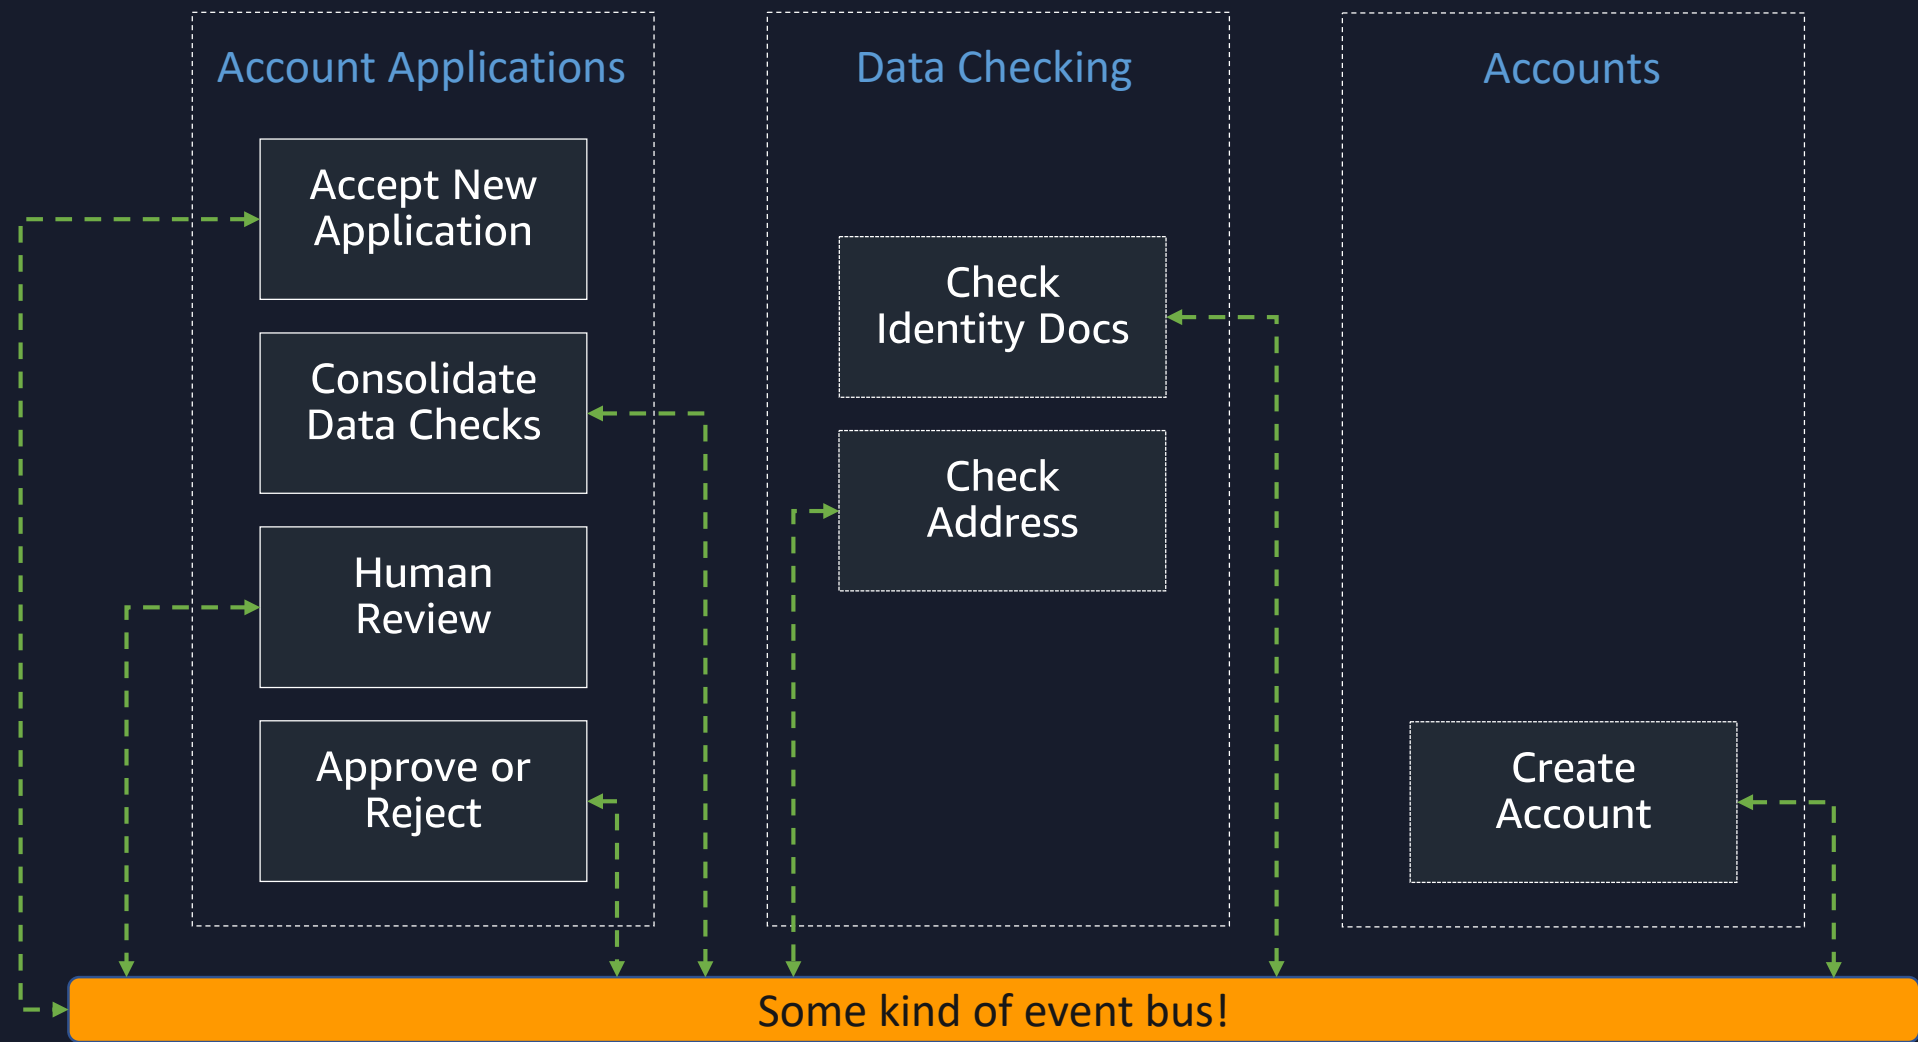 Account Applications
Accept New
Application
Consolidate
Data Checks
Human
Review
Approve or
Reject
Data Checking
Check
Identity Docs
Check
Address
Accounts
Create
Account
Some kind of event bus!